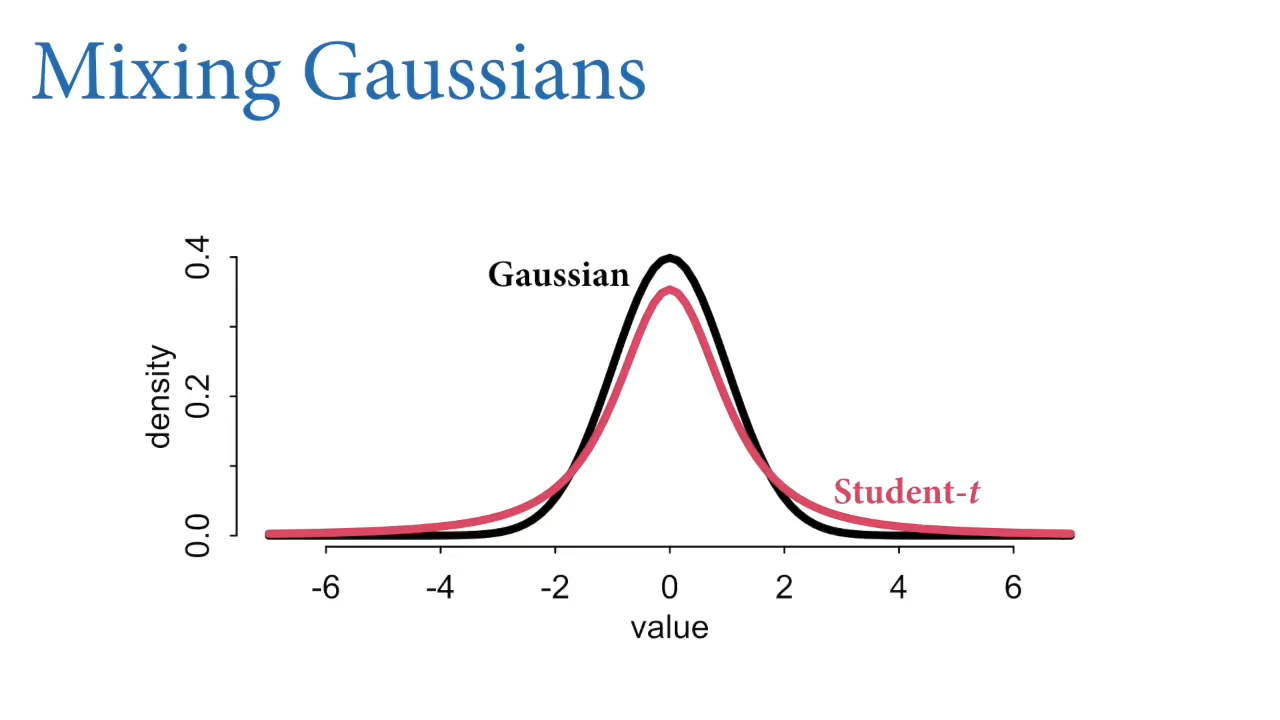 Mixing Gaussians
Gaussian
Student-t
density
0.0 0.2 0.4
-6 -4 -2 0 2 4 6
value